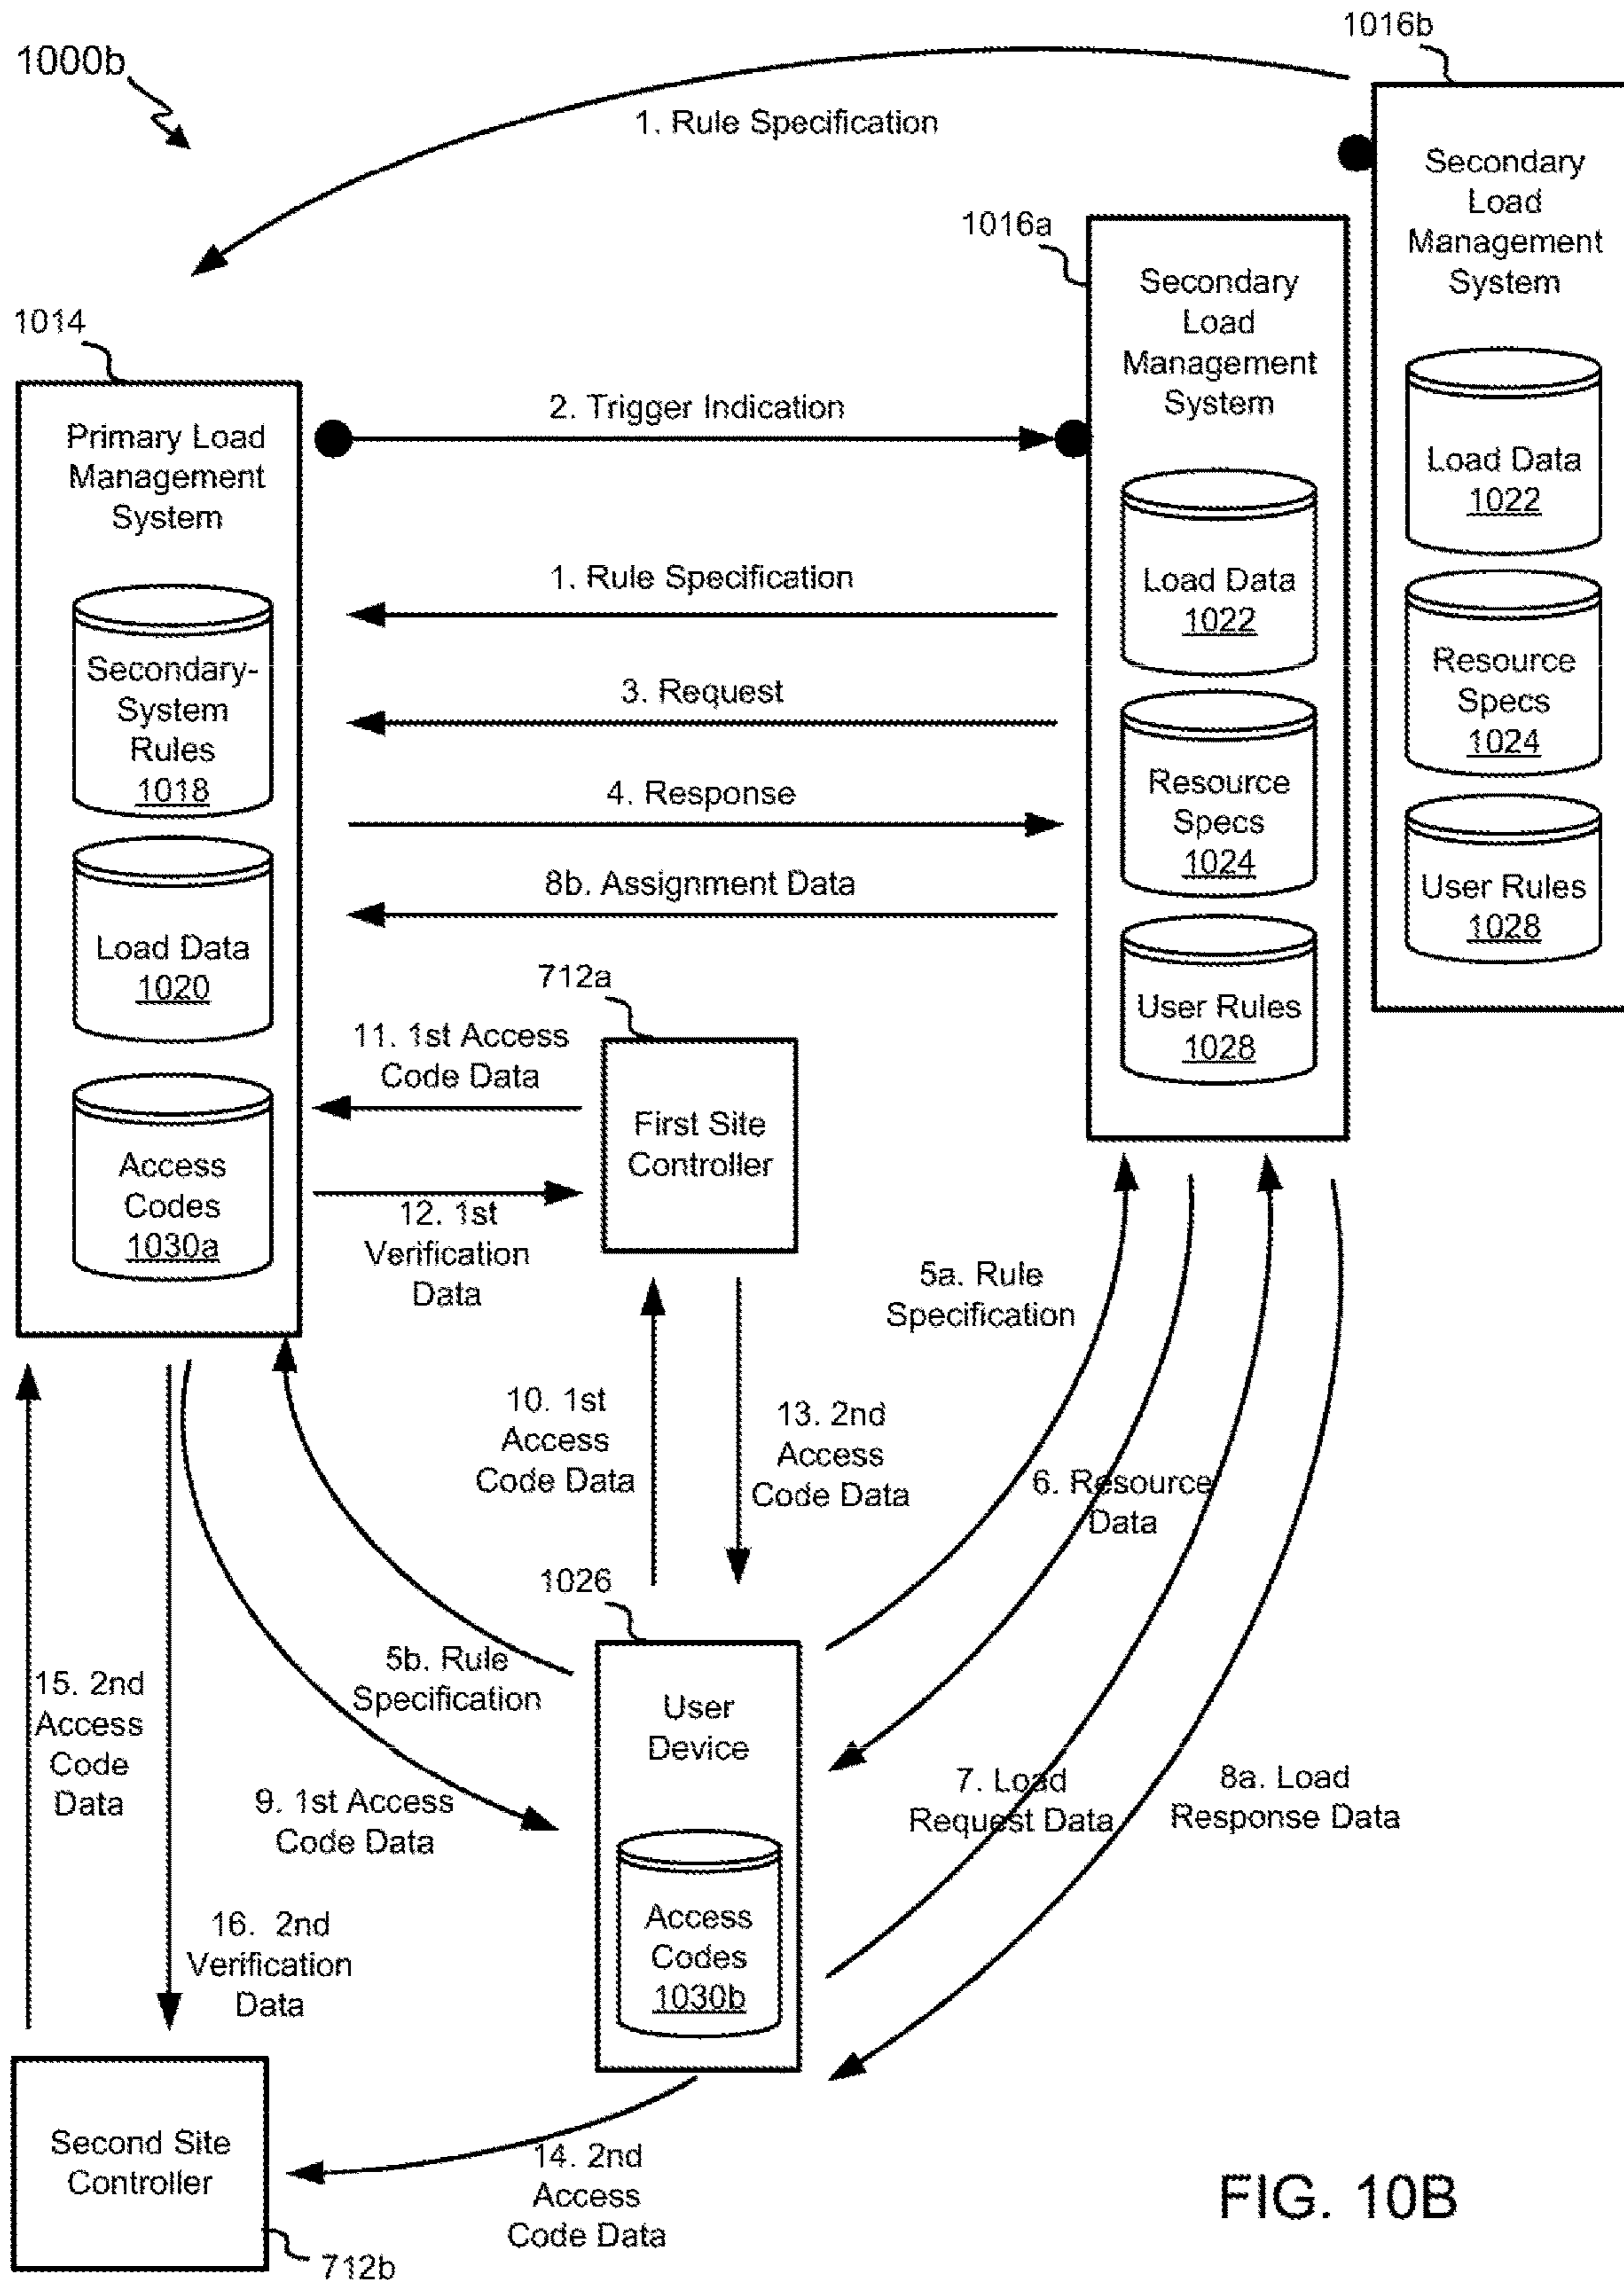 1016b
1000b
1. Rule Specification
Secondary
Load
Management
System
1016a
Secondary
Load
Management
System
1014
Primary Load
Management
System
2. Trigger Indication
Load Data
1022
1. Rule Specification
Load Data
1022
Secondary-
System
Rules
1018
3. Request
Resource
Specs
1024
4. Response
Resource
Specs
1024
8b. Assignment Data
User Rules
1028
Load Data
1020
712a
User Rules
1028
11. 1st Access
Code Data
First Site
Controller
Access
Codes
1030a
12. 1st
Verification
Data
5a. Rule
Specification
10. 1st
Access
Code Data
13. 2nd
Access
Code Data
6. Resource
Data
1026
5b. Rule
Specification
15. 2nd
Access
Code
Data
User
Device
7. Load
Request Data
8a. Load
Response Data
9. 1st Access
Code Data
Access
Codes
1030b
16. 2nd
Verification
Data
Second Site
Controller
14. 2nd
Access
Code Data
712b
FIG. 10B